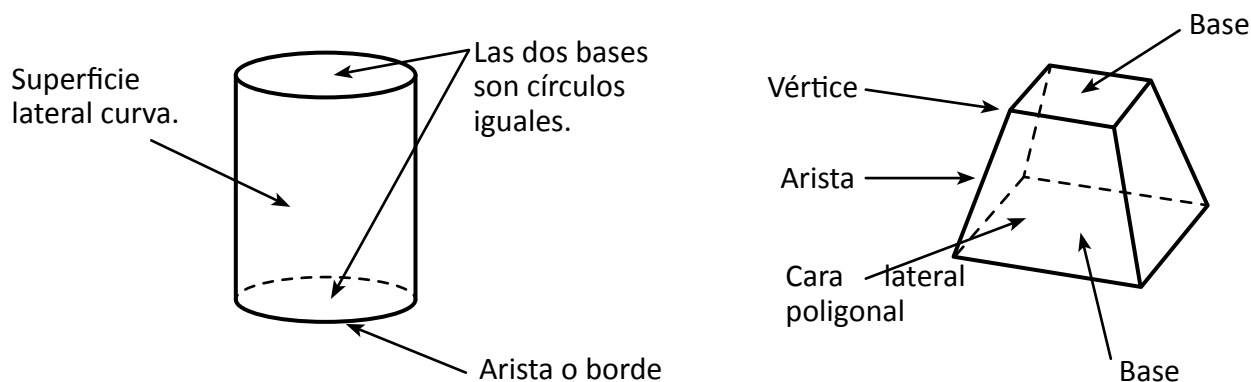 Superficie
lateral curva.
Las dos bases
son círculos
iguales.
Arista o borde
Base
Vértice
Arista
Cara lateral
poligonal
Base